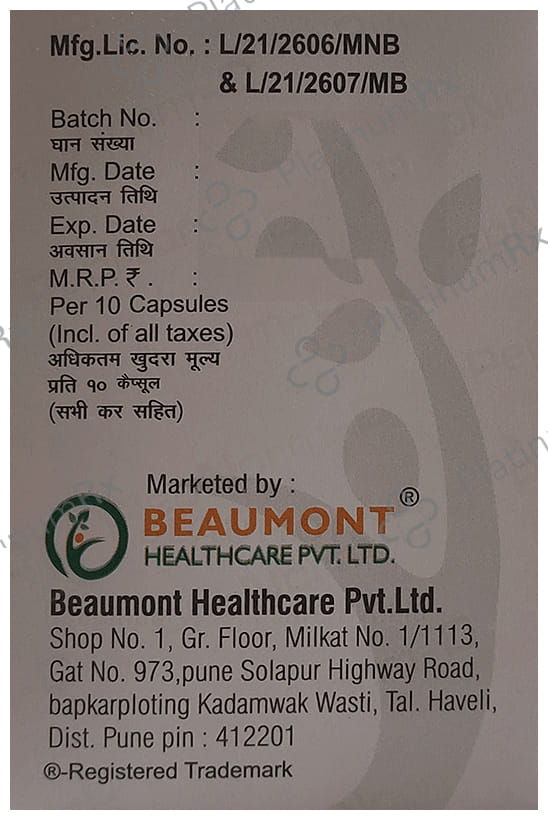 Mfg.Lic. No. : L/21/2606/MNB
& L/21/2607/MB
Batch No. :
घान संख्या
Mfg. Date :
उत्पादन तिथि
Exp. Date :
अवसान तिथि
M.R.P. ₹ . :
Per 10 Capsules
(Incl. of all taxes)
अधिकतम खुदरा मूल्य
प्रति १० कैप्सूल
(सभी कर सहित)
Marketed by :
BEAUMONT ®
HEALTHCARE PVT. LTD.
Beaumont Healthcare Pvt.Ltd.
Shop No. 1, Gr. Floor, Milkat No. 1/1113,
Gat No. 973,pune Solapur Highway Road,
bapkarploting Kadamwak Wasti, Tal. Haveli,
Dist. Pune pin : 412201
®-Registered Trademark
PlatinumRx